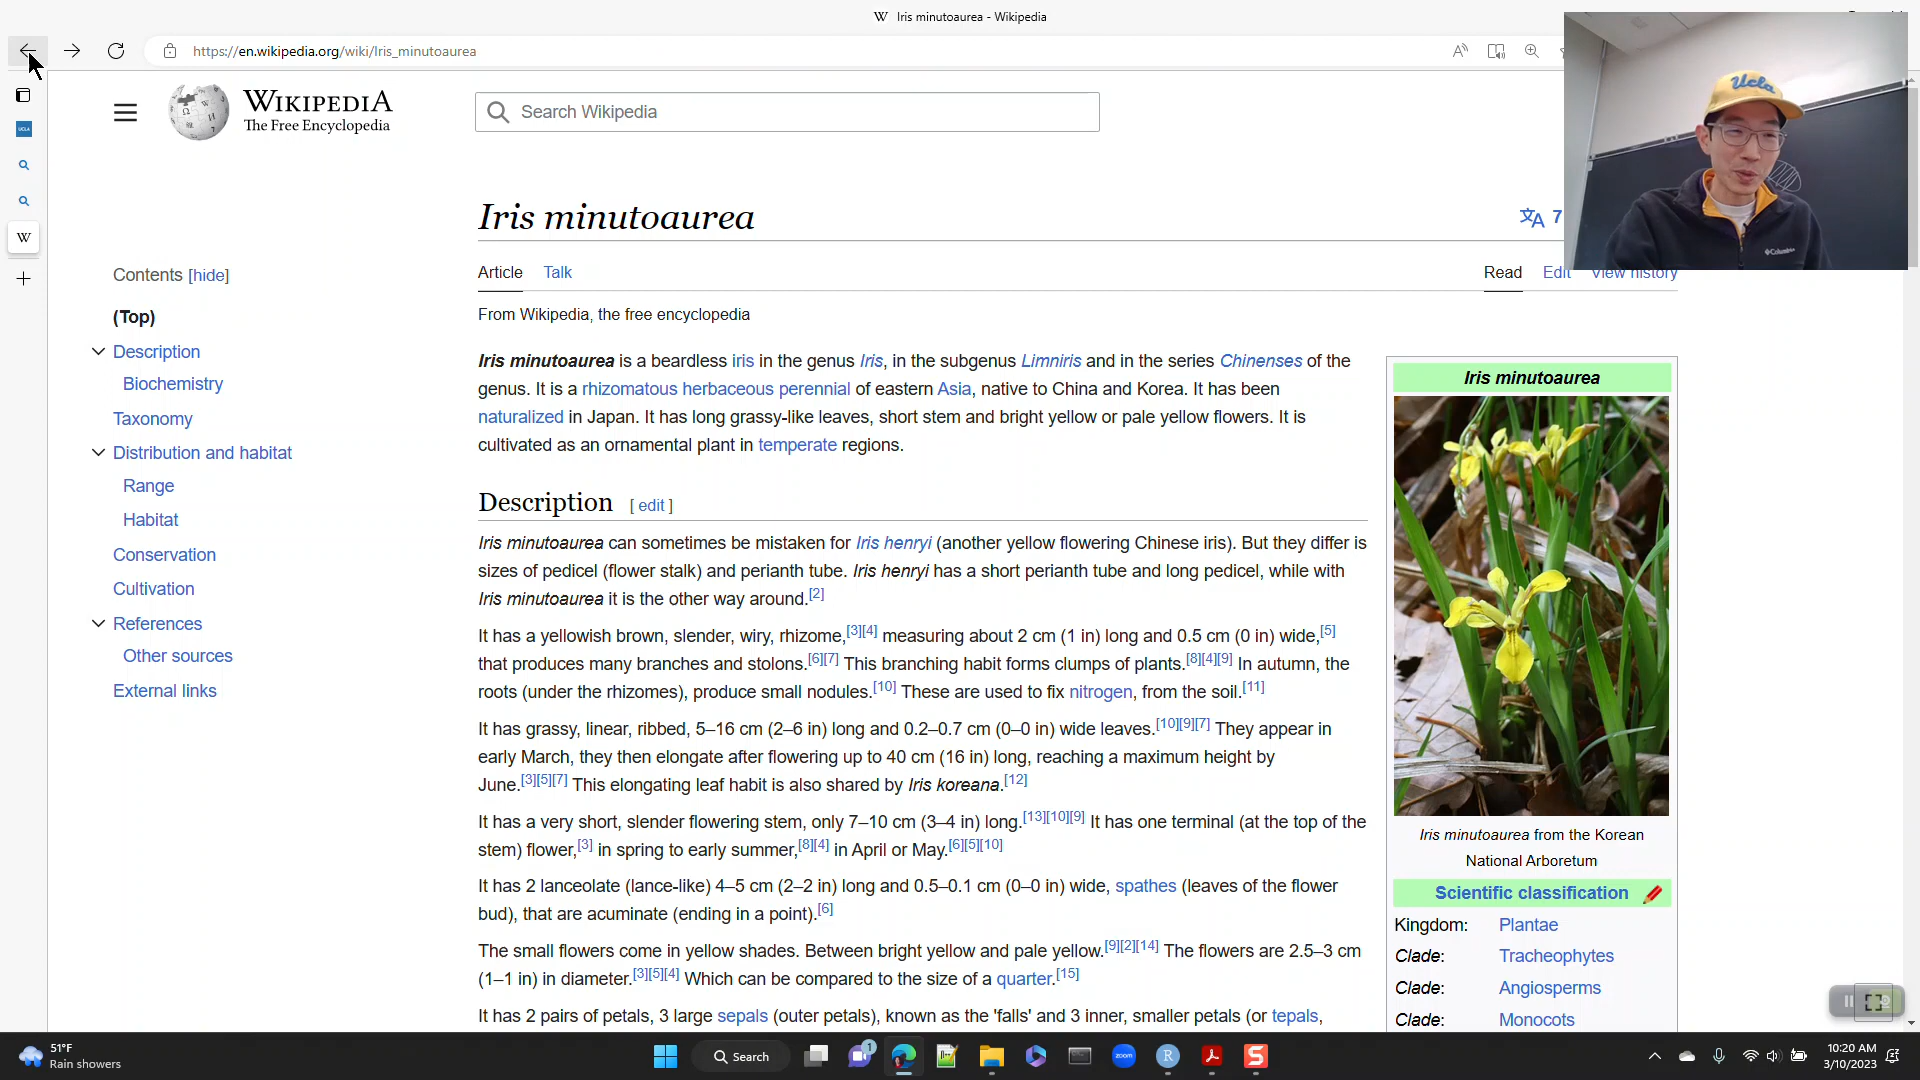 Iris minutoaurea - Wikipedia
https://en.wikipedia.org/wiki/Iris_minutoaurea
WIKIPEDIA
The Free Encyclopedia
Search Wikipedia
Ucla
Columbia
UCLA
W
Iris minutoaurea
7
Contents [hide]
(Top)
Description
Biochemistry
Taxonomy
Distribution and habitat
Range
Habitat
Conservation
Cultivation
References
Other sources
External links
Article Talk
Read Edit View history
From Wikipedia, the free encyclopedia
Iris minutoaurea is a beardless iris in the genus Iris, in the subgenus Limniris and in the series Chinenses of the
genus. It is a rhizomatous herbaceous perennial of eastern Asia, native to China and Korea. It has been
naturalized in Japan. It has long grassy-like leaves, short stem and bright yellow or pale yellow flowers. It is
cultivated as an ornamental plant in temperate regions.
Description [ edit ]
Iris minutoaurea can sometimes be mistaken for Iris henryi (another yellow flowering Chinese iris). But they differ is
sizes of pedicel (flower stalk) and perianth tube. Iris henryi has a short perianth tube and long pedicel, while with
Iris minutoaurea it is the other way around.[2]
It has a yellowish brown, slender, wiry, rhizome,[3][4] measuring about 2 cm (1 in) long and 0.5 cm (0 in) wide,[5]
that produces many branches and stolons.[6][7] This branching habit forms clumps of plants.[8][4][9] In autumn, the
roots (under the rhizomes), produce small nodules.[10] These are used to fix nitrogen, from the soil.[11]
It has grassy, linear, ribbed, 5–16 cm (2–6 in) long and 0.2–0.7 cm (0–0 in) wide leaves.[10][9][7] They appear in
early March, they then elongate after flowering up to 40 cm (16 in) long, reaching a maximum height by
June.[3][5][7] This elongating leaf habit is also shared by Iris koreana.[12]
It has a very short, slender flowering stem, only 7–10 cm (3–4 in) long.[13][10][9] It has one terminal (at the top of the
stem) flower,[3] in spring to early summer,[8][4] in April or May.[6][5][10]
It has 2 lanceolate (lance-like) 4–5 cm (2–2 in) long and 0.5–0.1 cm (0–0 in) wide, spathes (leaves of the flower
bud), that are acuminate (ending in a point).[6]
The small flowers come in yellow shades. Between bright yellow and pale yellow.[9][2][14] The flowers are 2.5–3 cm
(1–1 in) in diameter.[3][5][4] Which can be compared to the size of a quarter.[15]
It has 2 pairs of petals, 3 large sepals (outer petals), known as the 'falls' and 3 inner, smaller petals (or tepals,
Iris minutoaurea
Iris minutoaurea from the Korean
National Arboretum
Scientific classification
Kingdom: Plantae
Clade: Tracheophytes
Clade: Angiosperms
Clade: Monocots
51°F
Rain showers
Search
1
zoom
R
S
10:20 AM
3/10/2023